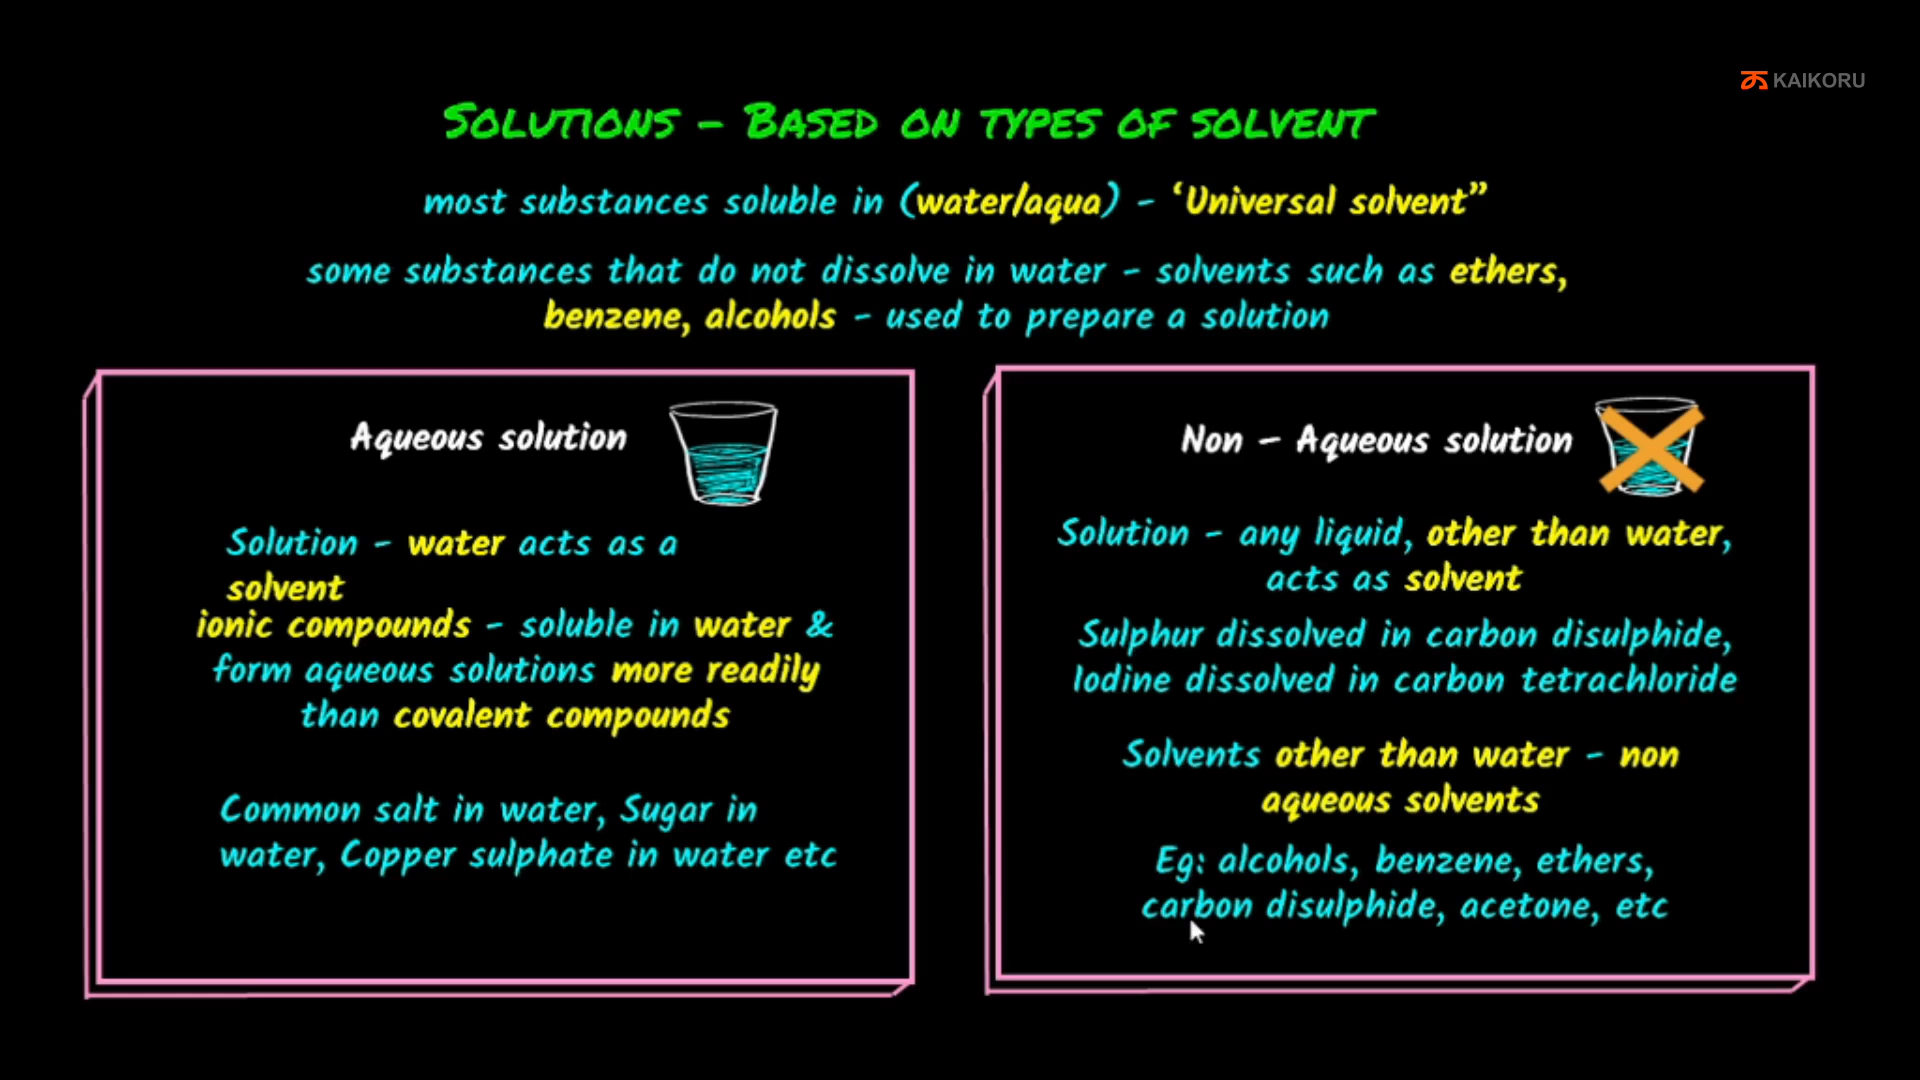 KAIKORU
SOLUTIONS - BASED ON TYPES OF SOLVENT
most substances soluble in (water/aqua) - ‘Universal solvent”
some substances that do not dissolve in water - solvents such as ethers,
benzene, alcohols - used to prepare a solution
Aqueous solution
Solution - water acts as a
solvent
ionic compounds - soluble in water &
form aqueous solutions more readily
than covalent compounds
Common salt in water, Sugar in
water, Copper sulphate in water etc
Non - Aqueous solution
Solution - any liquid, other than water,
acts as solvent
Sulphur dissolved in carbon disulphide,
Iodine dissolved in carbon tetrachloride
Solvents other than water - non
aqueous solvents
Eg: alcohols, benzene, ethers,
carbon disulphide, acetone, etc